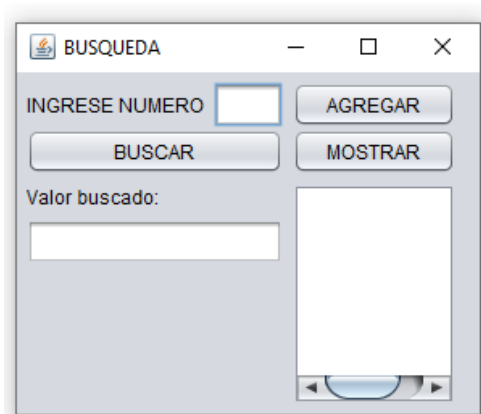 BUSQUEDA
INGRESE NUMERO AGREGAR
BUSCAR MOSTRAR
Valor buscado: